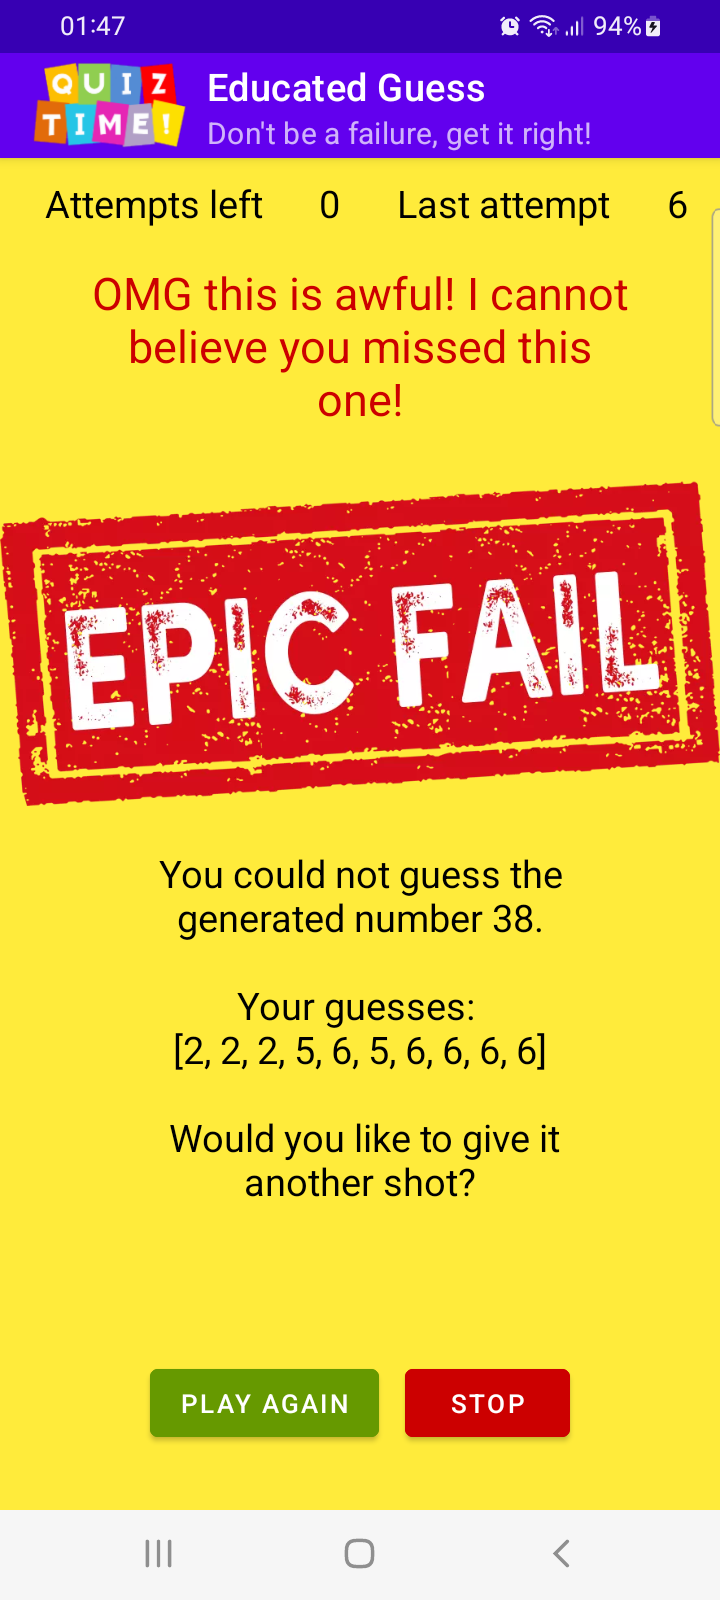 01:47 94%
QUIZ
TIME!
Educated Guess
Don't be a failure, get it right!
Attempts left 0 Last attempt 6
OMG this is awful! I cannot
believe you missed this
one!
EPIC FAIL
You could not guess the
generated number 38.
Your guesses:
[2, 2, 2, 5, 6, 5, 6, 6, 6, 6]
Would you like to give it
another shot?
PLAY AGAIN STOP